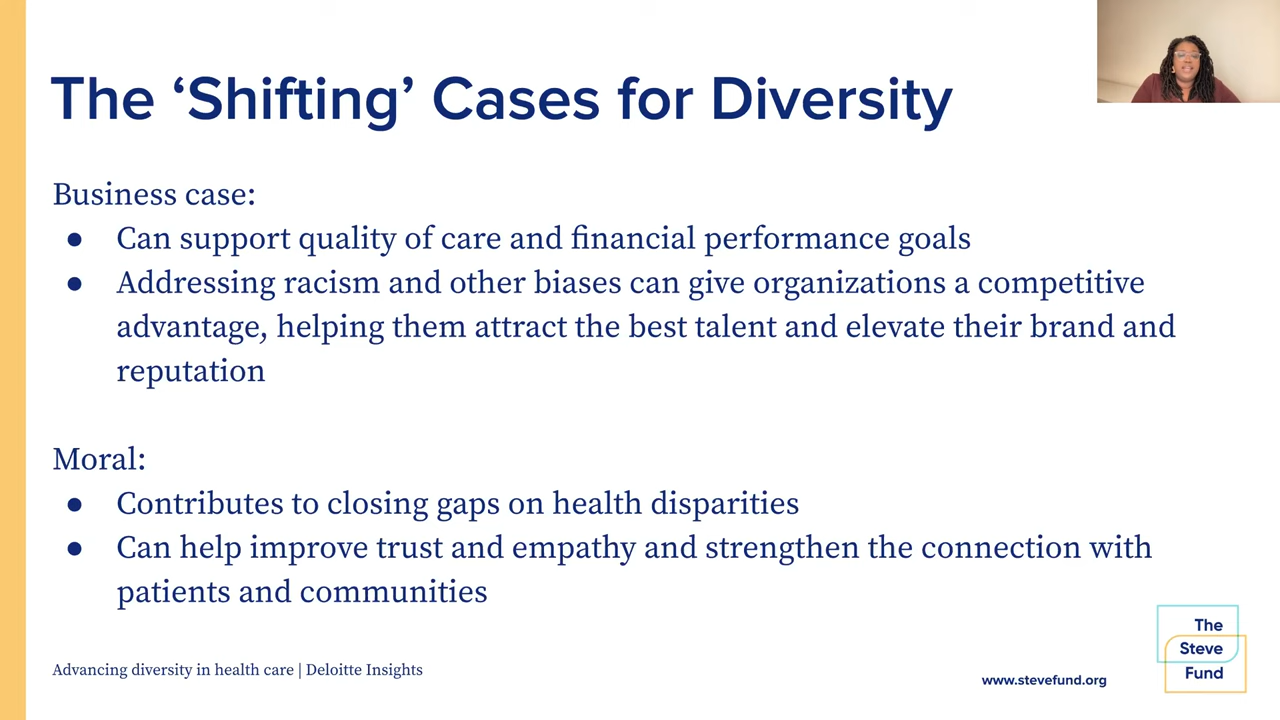 The ‘Shifting’ Cases for Diversity
Business case:
● Can support quality of care and financial performance goals
● Addressing racism and other biases can give organizations a competitive
advantage, helping them attract the best talent and elevate their brand and
reputation
Moral:
● Contributes to closing gaps on health disparities
● Can help improve trust and empathy and strengthen the connection with
patients and communities
Advancing diversity in health care | Deloitte Insights
www.stevefund.org
The
Steve
Fund